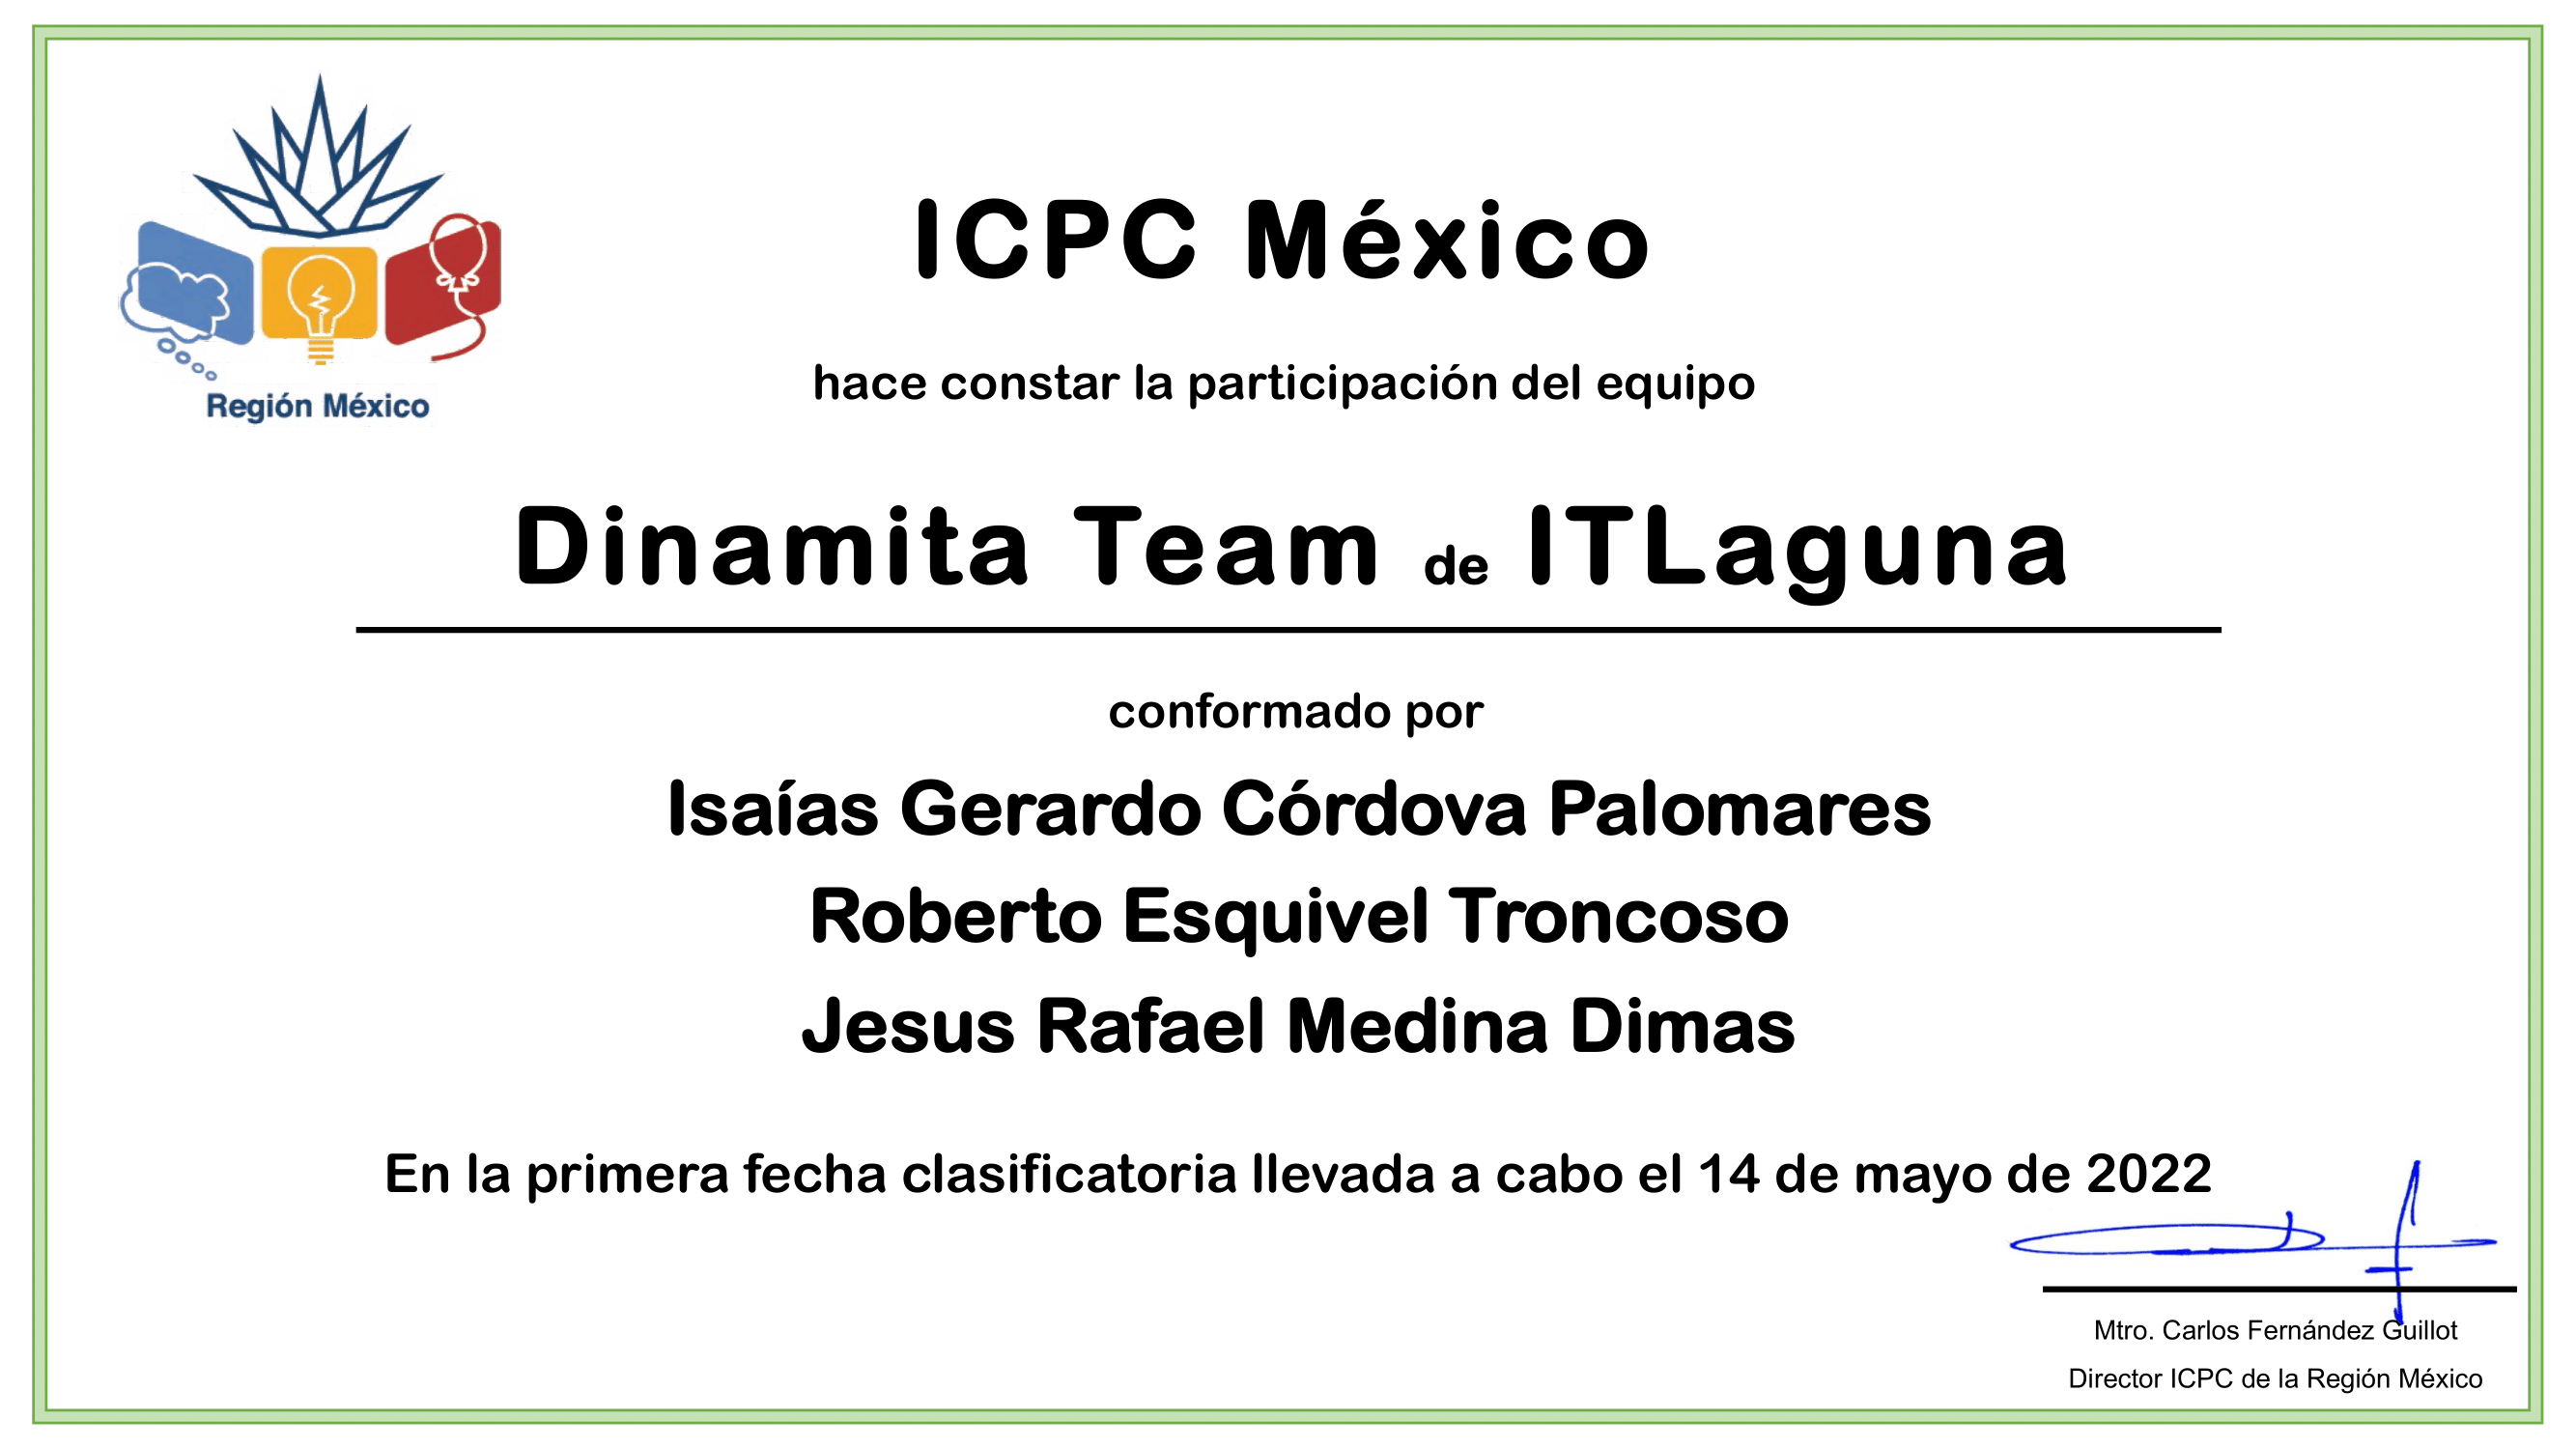 Región México
ICPC México
hace constar la participación del equipo
Dinamita Team de ITLaguna
conformado por
Isaías Gerardo Córdova Palomares
Roberto Esquivel Troncoso
Jesus Rafael Medina Dimas
En la primera fecha clasificatoria llevada a cabo el 14 de mayo de 2022
Mtro. Carlos Fernández Guillot
Director ICPC de la Región México